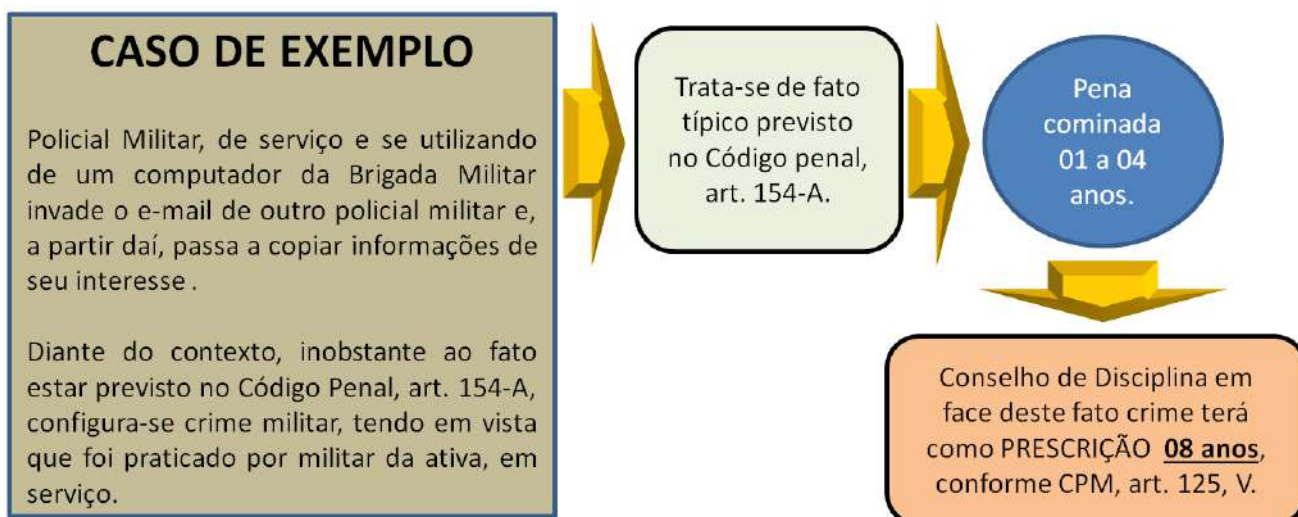 CASO DE EXEMPLO
Policial Militar, de serviço e se utilizando
de um computador da Brigada Militar
invade o e-mail de outro policial militar e,
a partir daí, passa a copiar informações de
seu interesse .
Diante do contexto, inobstante ao fato
estar previsto no Código Penal, art. 154-A,
configura-se crime militar, tendo em vista
que foi praticado por militar da ativa, em
serviço.
Trata-se de fato
típico previsto
no Código penal,
art. 154-A.
Pena
cominada
01 a 04
anos.
Conselho de Disciplina em
face deste fato crime terá
como PRESCRIÇÃO 08 anos,
conforme CPM, art. 125, V.